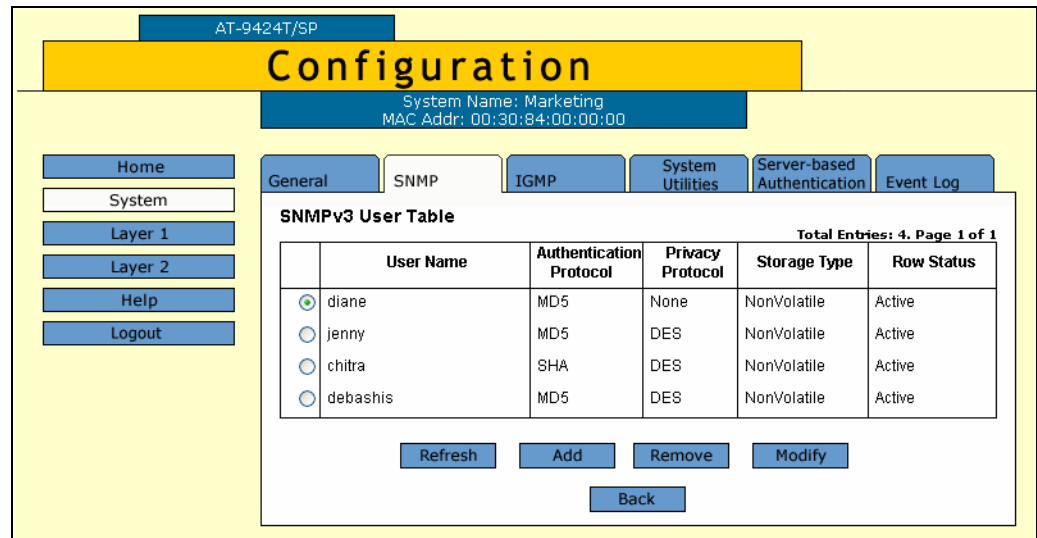 AT-9424T/SP
Configuration
System Name: Marketing
MAC Addr: 00:30:84:00:00:00
Home
System
Layer 1
Layer 2
Help
Logout
General SNMP IGMP System Utilities Server-based Authentication Event Log
SNMPv3 User Table
Total Entries: 4. Page 1 of 1
User Name Authentication Protocol Privacy Protocol Storage Type Row Status
diane MD5 None NonVolatile Active
jenny MD5 DES NonVolatile Active
chitra SHA DES NonVolatile Active
debashis MD5 DES NonVolatile Active
Refresh Add Remove Modify
Back